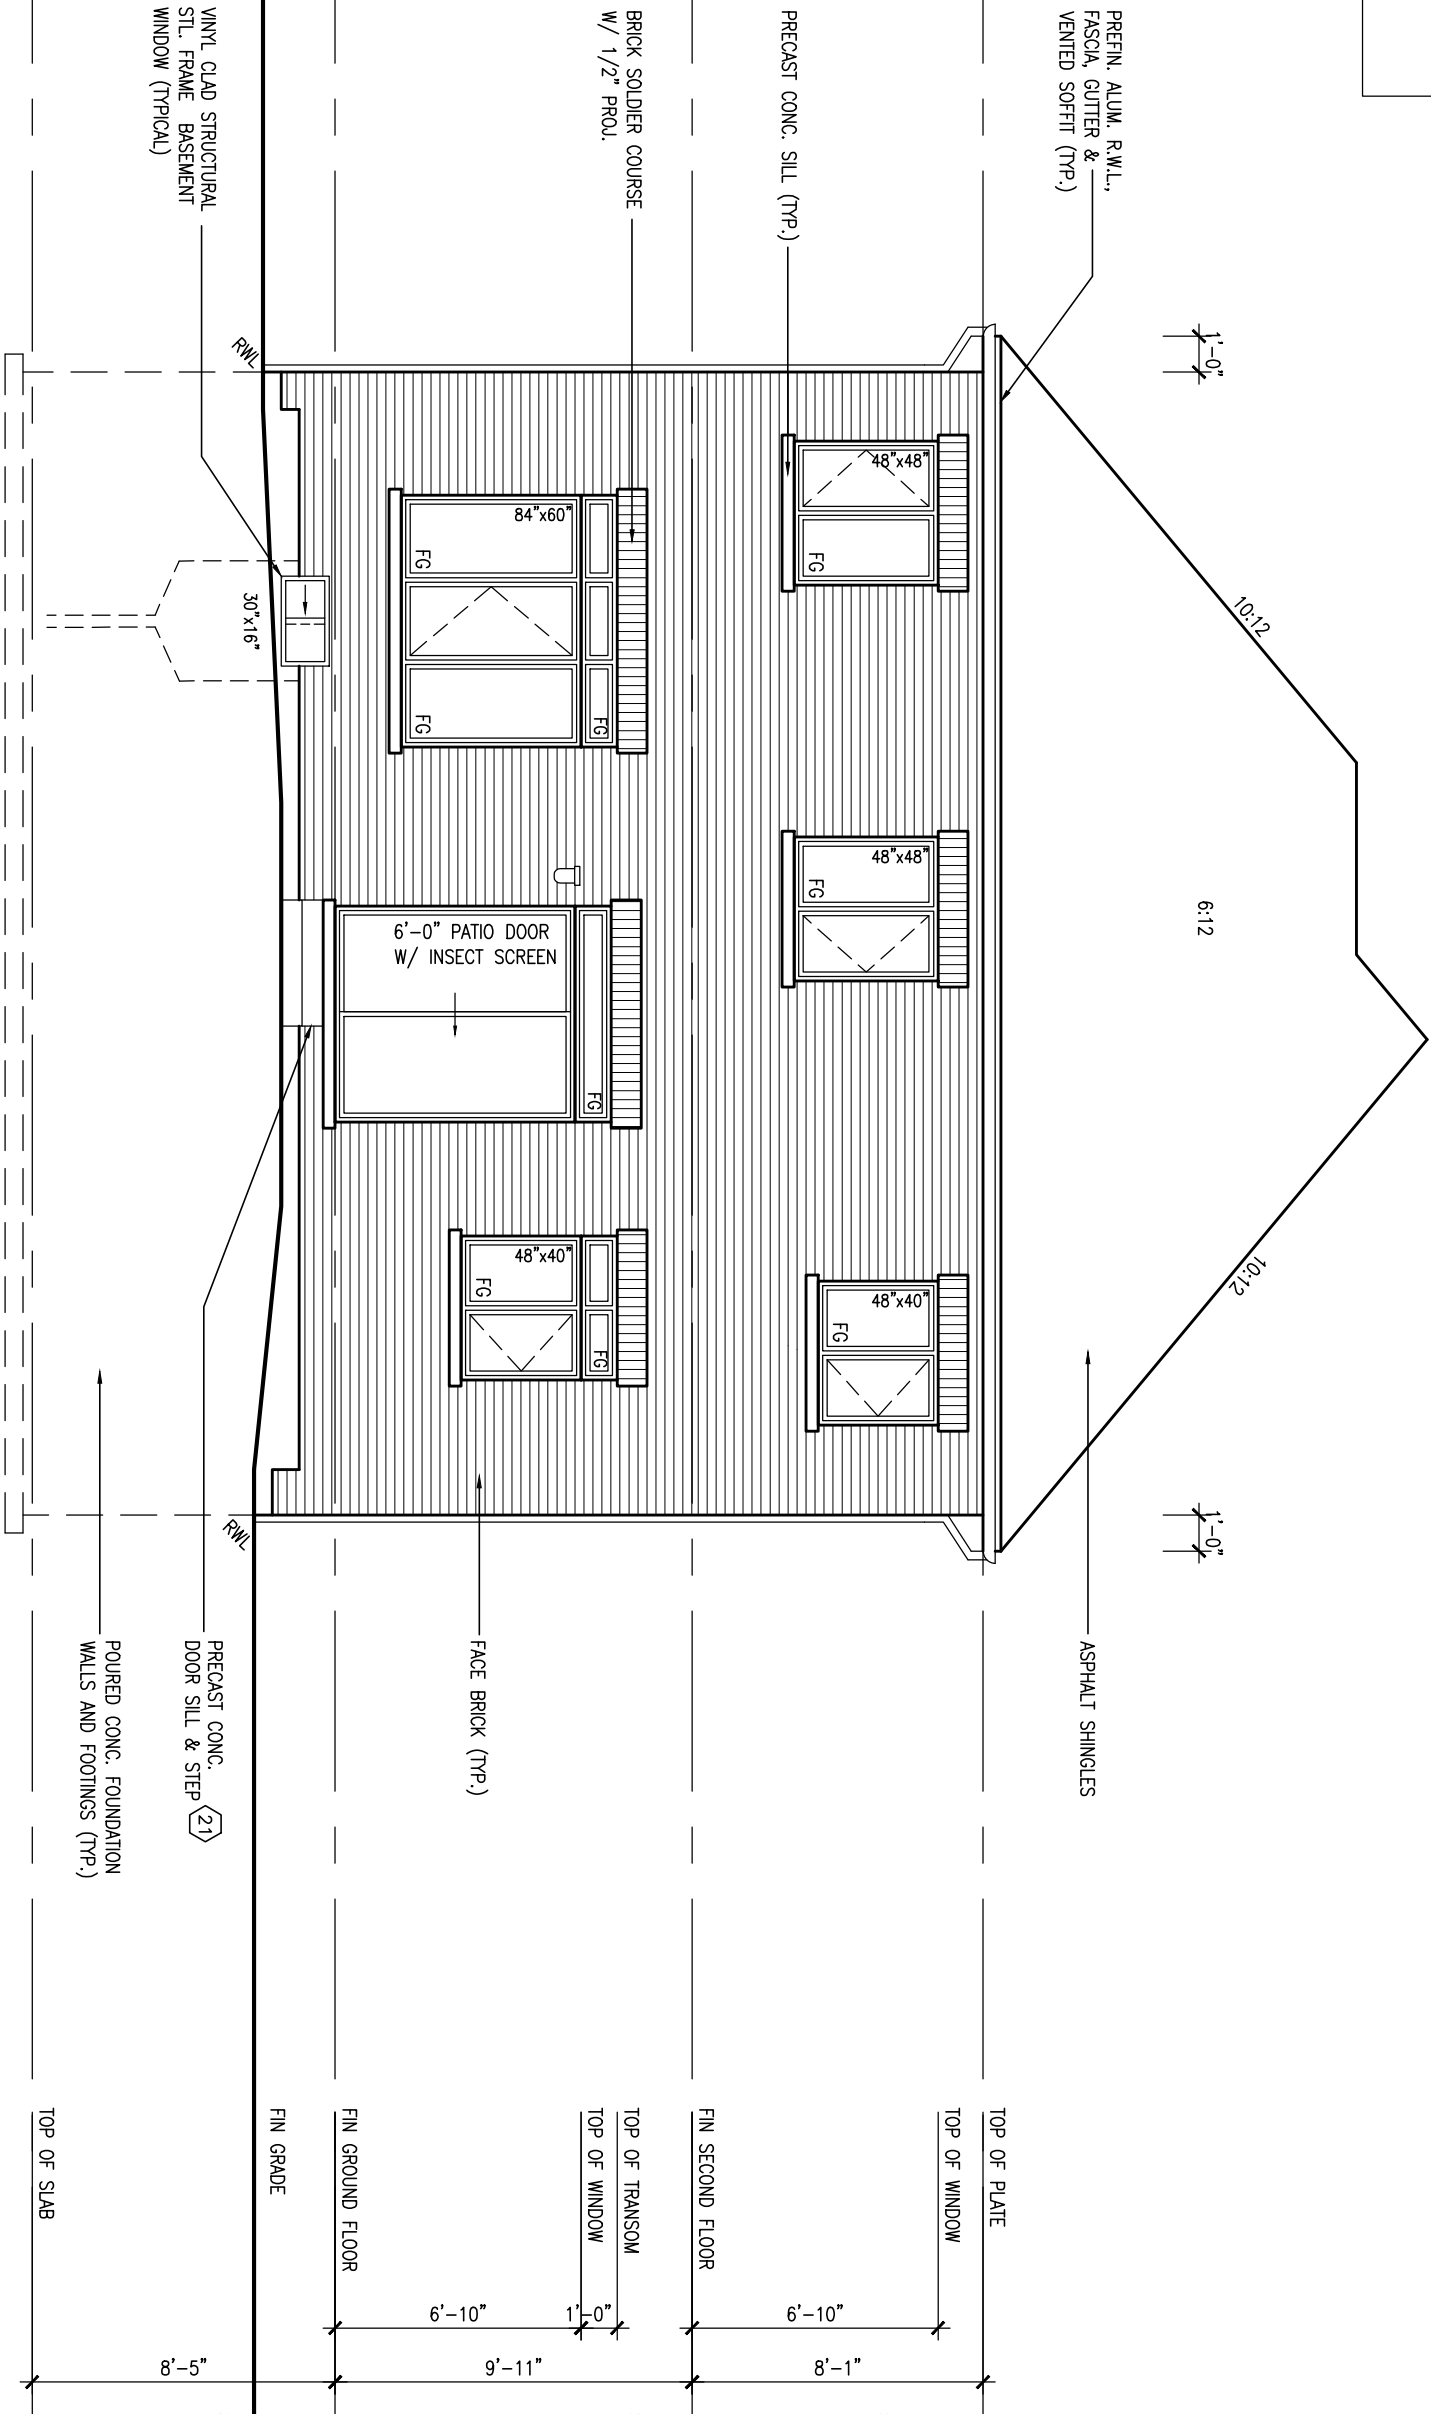 PREFIN. ALUM. R.W.L.,
FASCIA, GUTTER &
VENTED SOFFIT (TYP.)
PRECAST CONC. SILL (TYP.)
BRICK SOLDIER COURSE
W/ 1/2" PROJ.
VINYL CLAD STRUCTURAL
STL. FRAME BASEMENT
WINDOW (TYPICAL)
1'-0"
10:12
6:12
10:12
1'-0"
48"x48"
FG
48"x48"
FG
48"x40"
FG
84"x60"
FG
FG
FG
6'-0" PATIO DOOR
W/ INSECT SCREEN
FG
48"x40"
FG
FG
30"x16"
RWL
RWL
ASPHALT SHINGLES
FACE BRICK (TYP.)
PRECAST CONC.
DOOR SILL & STEP
21
POURED CONC. FOUNDATION
WALLS AND FOOTINGS (TYP.)
TOP OF PLATE
TOP OF WINDOW
FIN SECOND FLOOR
TOP OF TRANSOM
TOP OF WINDOW
FIN GROUND FLOOR
FIN GRADE
TOP OF SLAB
6'-10"
1'-0"
6'-10"
8'-1"
9'-11"
8'-5"